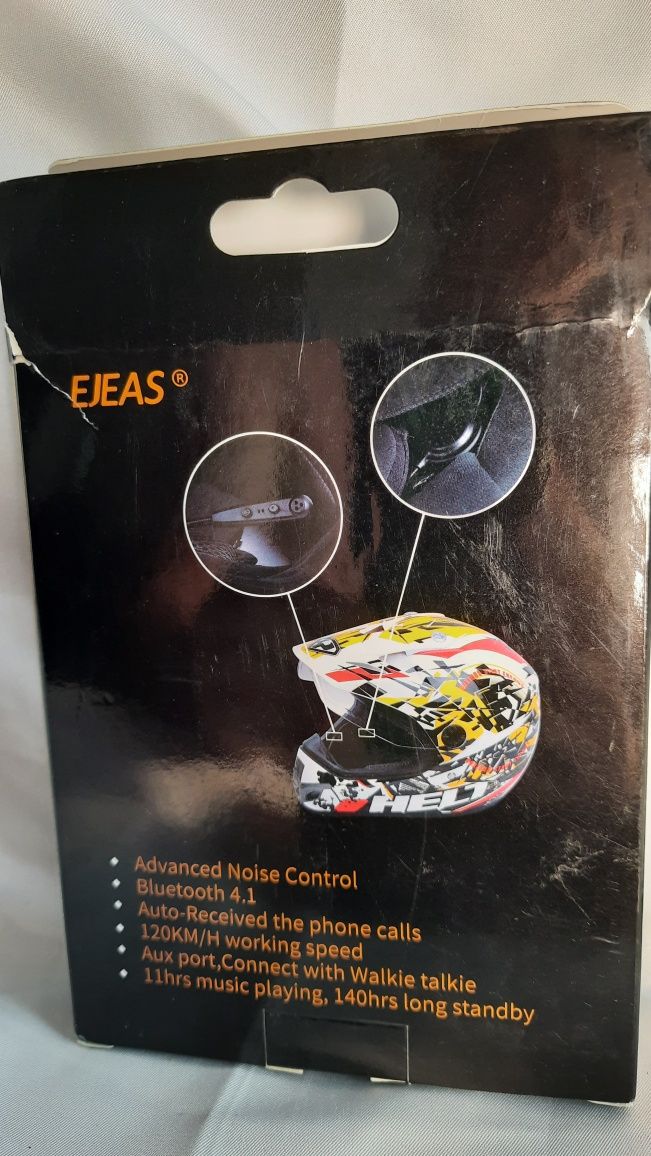 EJEAS ®
HELT
Advanced Noise Control
Bluetooth 4.1
Auto-Received the phone calls
120KM/H working speed
Aux port,Connect with Walkie talkie
11hrs music playing, 140hrs long standby